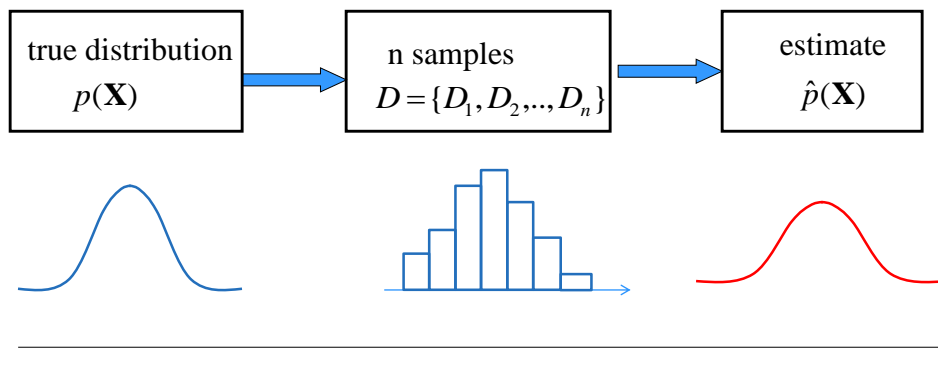 true distribution
p(X)
n samples
D = {D₁, D₂,.., Dₙ}
estimate
p̂(X)